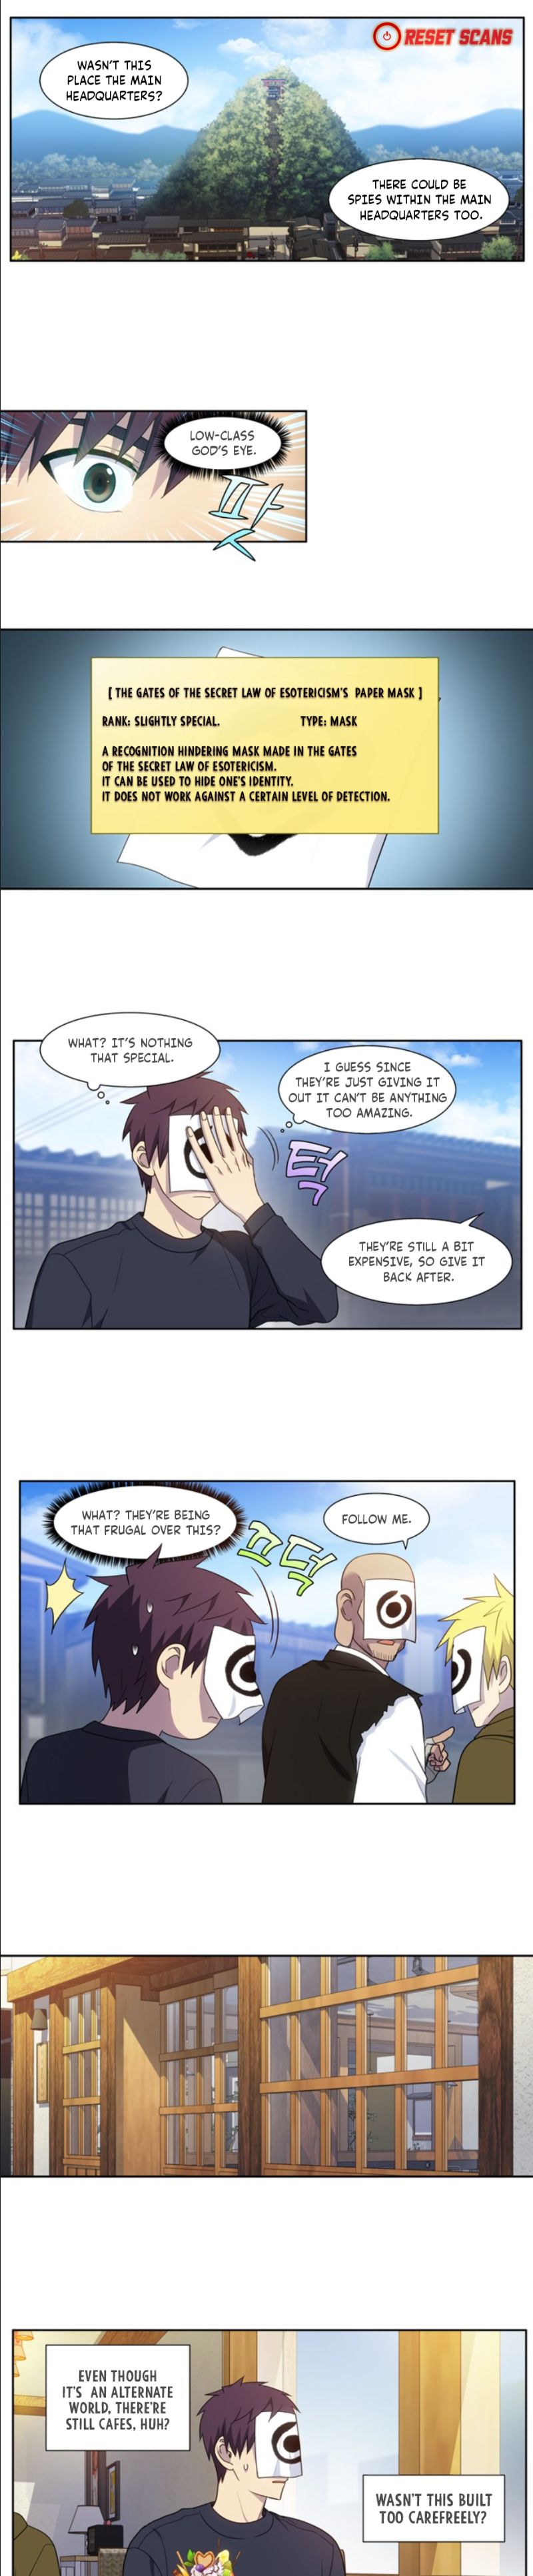 RESET SCANS
WASN'T THIS
PLACE THE MAIN
HEADQUARTERS?
THERE COULD BE
SPIES WITHIN THE MAIN
HEADQUARTERS TOO.
LOW-CLASS
GOD'S EYE.
팟
[ THE GATES OF THE SECRET LAW OF ESOTERICISM'S PAPER MASK ]
RANK: SLIGHTLY SPECIAL. TYPE: MASK
A RECOGNITION HINDERING MASK MADE IN THE GATES
OF THE SECRET LAW OF ESOTERICISM.
IT CAN BE USED TO HIDE ONE'S IDENTITY.
IT DOES NOT WORK AGAINST A CERTAIN LEVEL OF DETECTION.
WHAT? IT'S NOTHING
THAT SPECIAL.
I GUESS SINCE
THEY'RE JUST GIVING IT
OUT IT CAN'T BE ANYTHING
TOO AMAZING.
턱
THEY'RE STILL A BIT
EXPENSIVE, SO GIVE IT
BACK AFTER.
WHAT? THEY'RE BEING
THAT FRUGAL OVER THIS?
끄덕
FOLLOW ME.
EVEN THOUGH
IT'S AN ALTERNATE
WORLD, THERE'RE
STILL CAFES, HUH?
WASN'T THIS BUILT
TOO CAREFREELY?